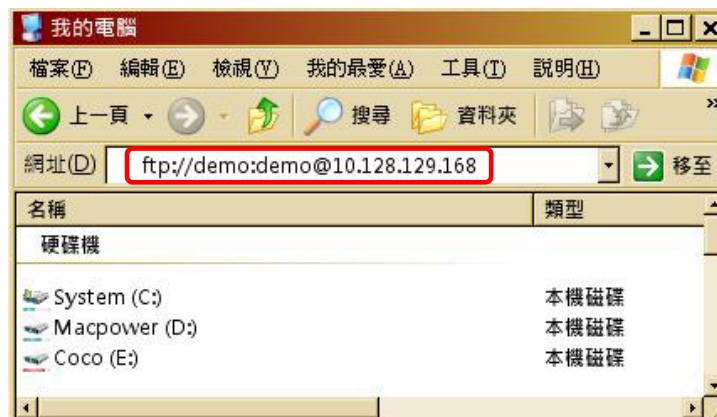 我的電腦
檔案(F) 編輯(E) 檢視(V) 我的最愛(A) 工具(T) 說明(H)
上一頁 搜尋 資料夾 »
網址(D) ftp://demo:demo@10.128.129.168 移至
名稱 類型
硬碟機
System (C:) 本機磁碟
Macpower (D:) 本機磁碟
Coco (E:) 本機磁碟